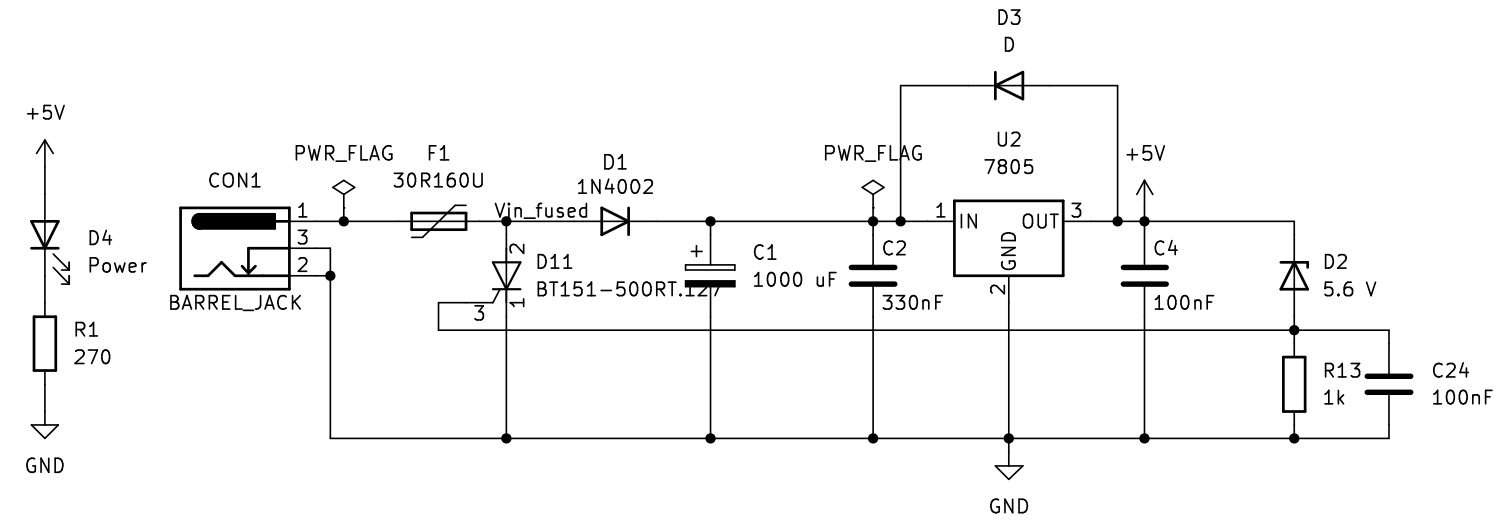 D3
D
+5V
PWR_FLAG
F1
30R160U
D1
1N4002
PWR_FLAG
U2
7805
+5V
CON1
1
3
2
BARREL_JACK
Vin_fused
D4
Power
R1
270
GND
2
D11
BT151-500RT.127
1
3
+
C1
1000 uF
C2
330nF
1
IN
OUT
3
GND
2
C4
100nF
D2
5.6 V
R13
1k
C24
100nF
GND